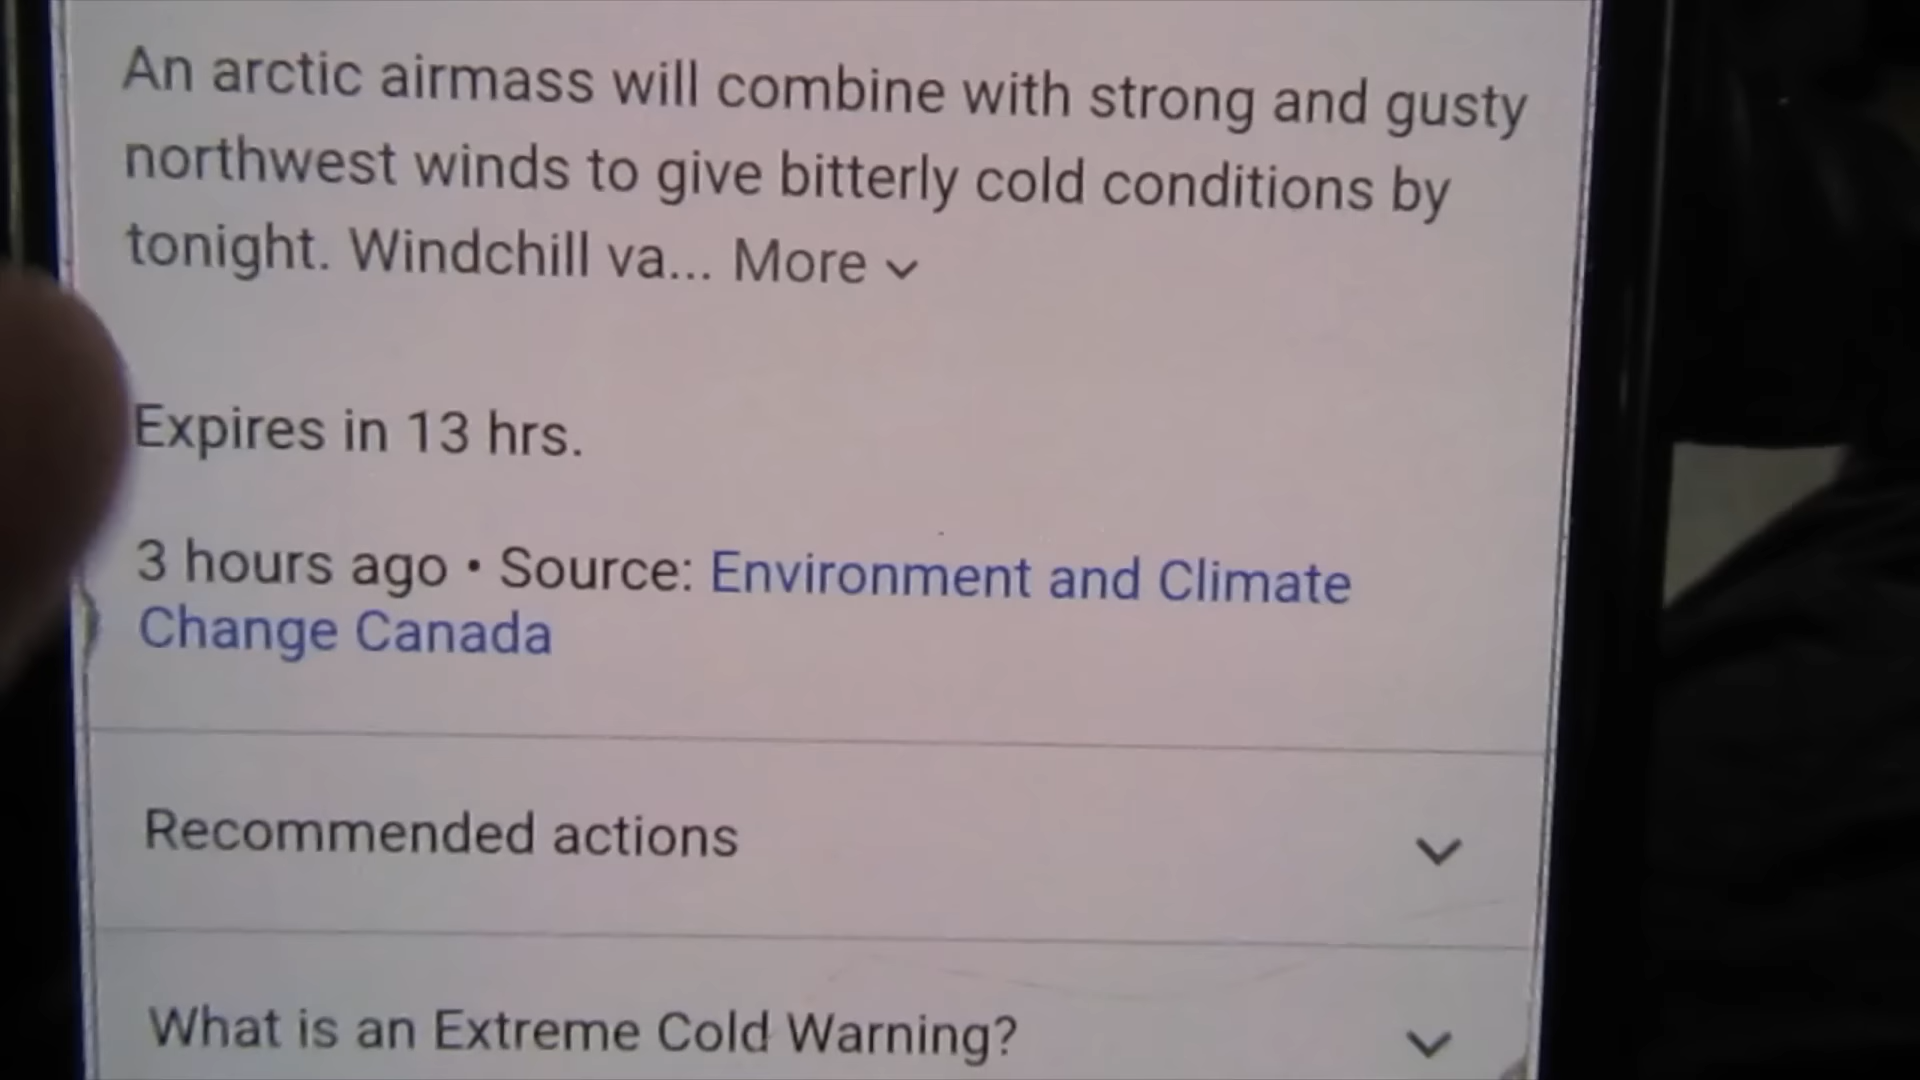 An arctic airmass will combine with strong and gusty
northwest winds to give bitterly cold conditions by
tonight. Windchill va... More
Expires in 13 hrs.
3 hours ago • Source: Environment and Climate
Change Canada
Recommended actions
What is an Extreme Cold Warning?